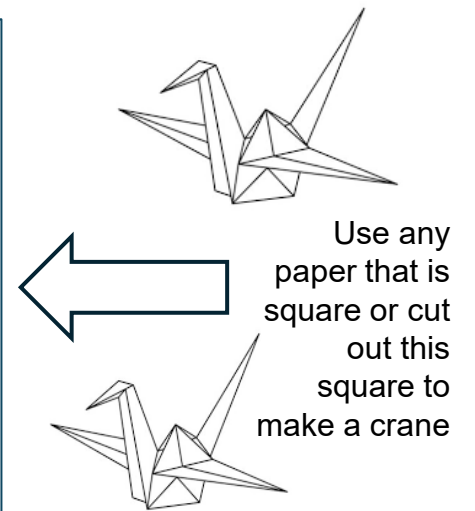 Use any
paper that is
square or cut
out this
square to
make a crane